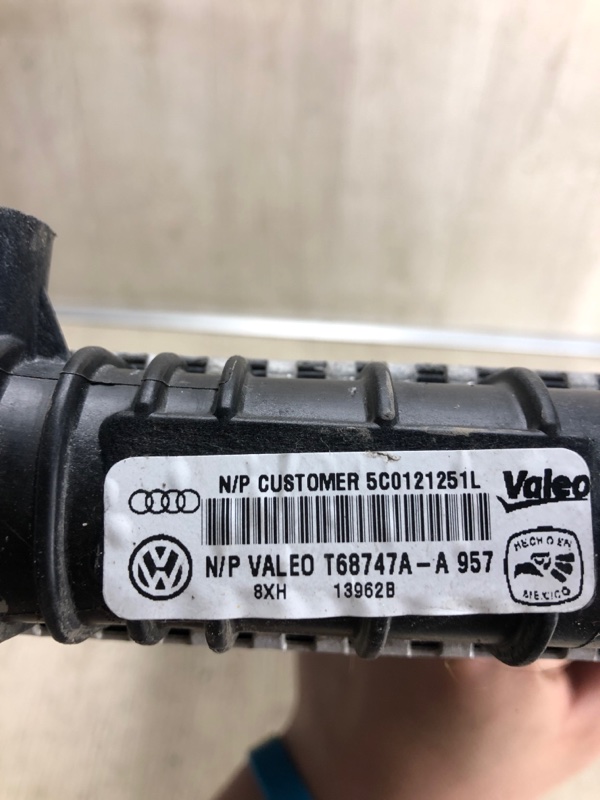 N/P CUSTOMER 5C0121251L
Valeo
N/P VALEO T68747A-A 957
8XH 13962B
HECHO EN
MEXICO